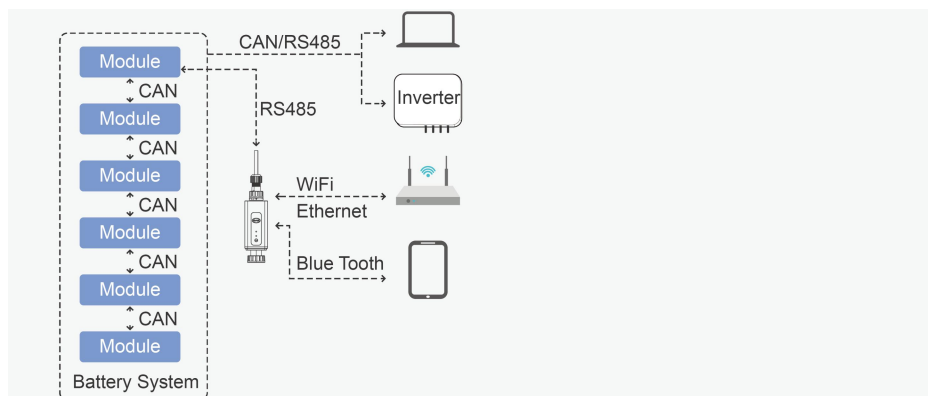 CAN/RS485
Module
CAN
Inverter
RS485
Module
CAN
Module
WiFi
CAN
Ethernet
Module
CAN
Blue Tooth
Module
CAN
Module
Battery System